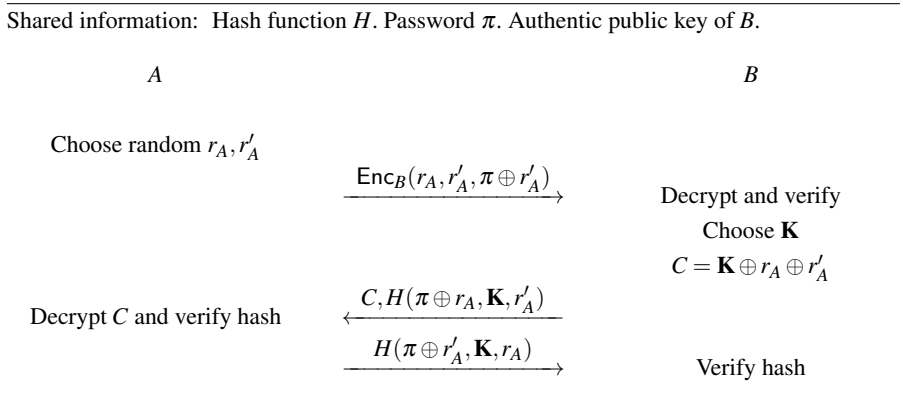 Shared information: Hash function H. Password π. Authentic public key of B.
A B
Choose random r_A, r′_A
Enc_B(r_A, r′_A, π ⊕ r′_A)
Decrypt and verify
Choose K
C = K ⊕ r_A ⊕ r′_A
C, H(π ⊕ r_A, K, r′_A)
Decrypt C and verify hash
H(π ⊕ r′_A, K, r_A)
Verify hash